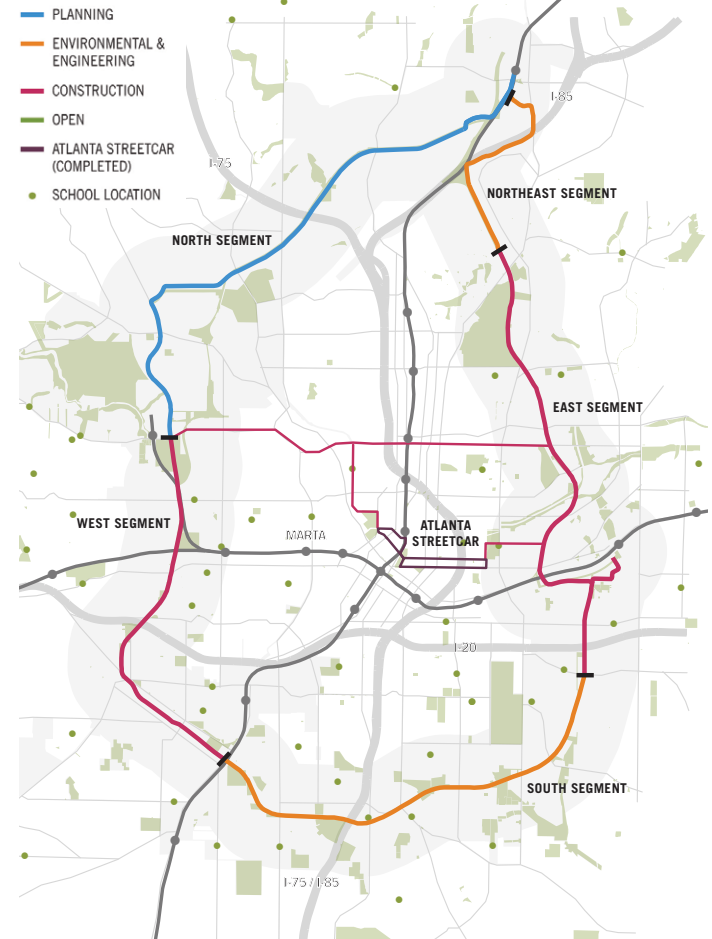 PLANNING
ENVIRONMENTAL &
ENGINEERING
CONSTRUCTION
OPEN
ATLANTA STREETCAR
(COMPLETED)
SCHOOL LOCATION
I-85
I-75
NORTHEAST SEGMENT
NORTH SEGMENT
EAST SEGMENT
WEST SEGMENT
MARTA
ATLANTA
STREETCAR
I-20
SOUTH SEGMENT
I-75 / I-85